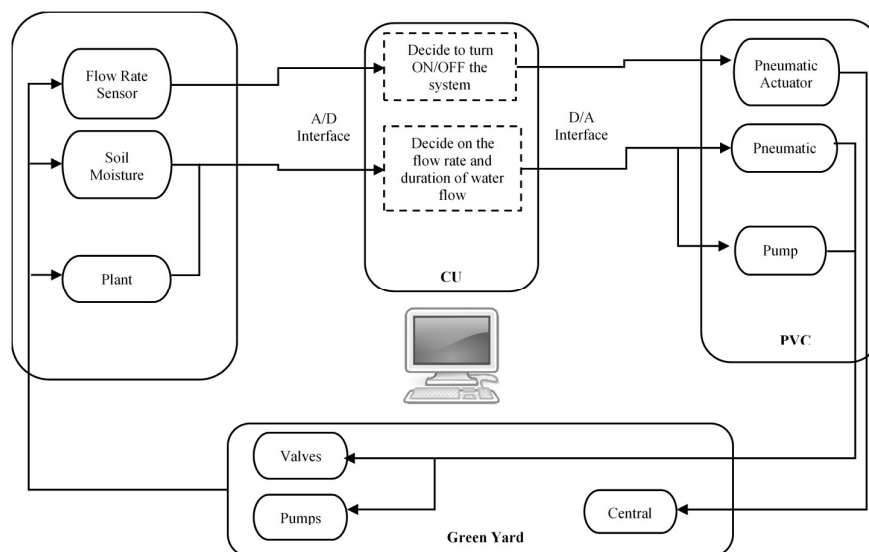 Flow Rate
Sensor
Soil
Moisture
Plant
A/D
Interface
Decide to turn
ON/OFF the
system
Decide on the
flow rate and
duration of water
flow
CU
D/A
Interface
Pneumatic
Actuator
Pneumatic
Pump
PVC
Valves
Pumps
Central
Green Yard